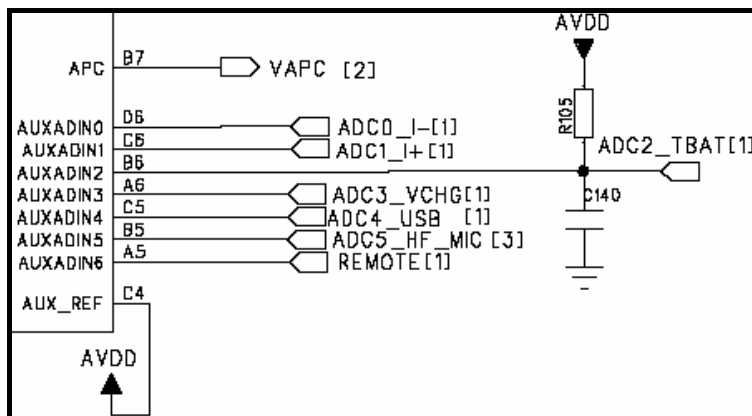 AVDD
APC B7 VAPC [2]
R105
AUXADIN0 D6 ADC0_I-[1]
AUXADIN1 C6 ADC1_I+[1]
ADC2_TBAT[1]
AUXADIN2 B6
AUXADIN3 A6 ADC3_VCHG[1]
C140
AUXADIN4 C5 ADC4_USB [1]
AUXADIN5 B5 ADC5_HF_MIC [3]
AUXADIN6 A5 REMOTE[1]
AUX_REF C4
AVDD